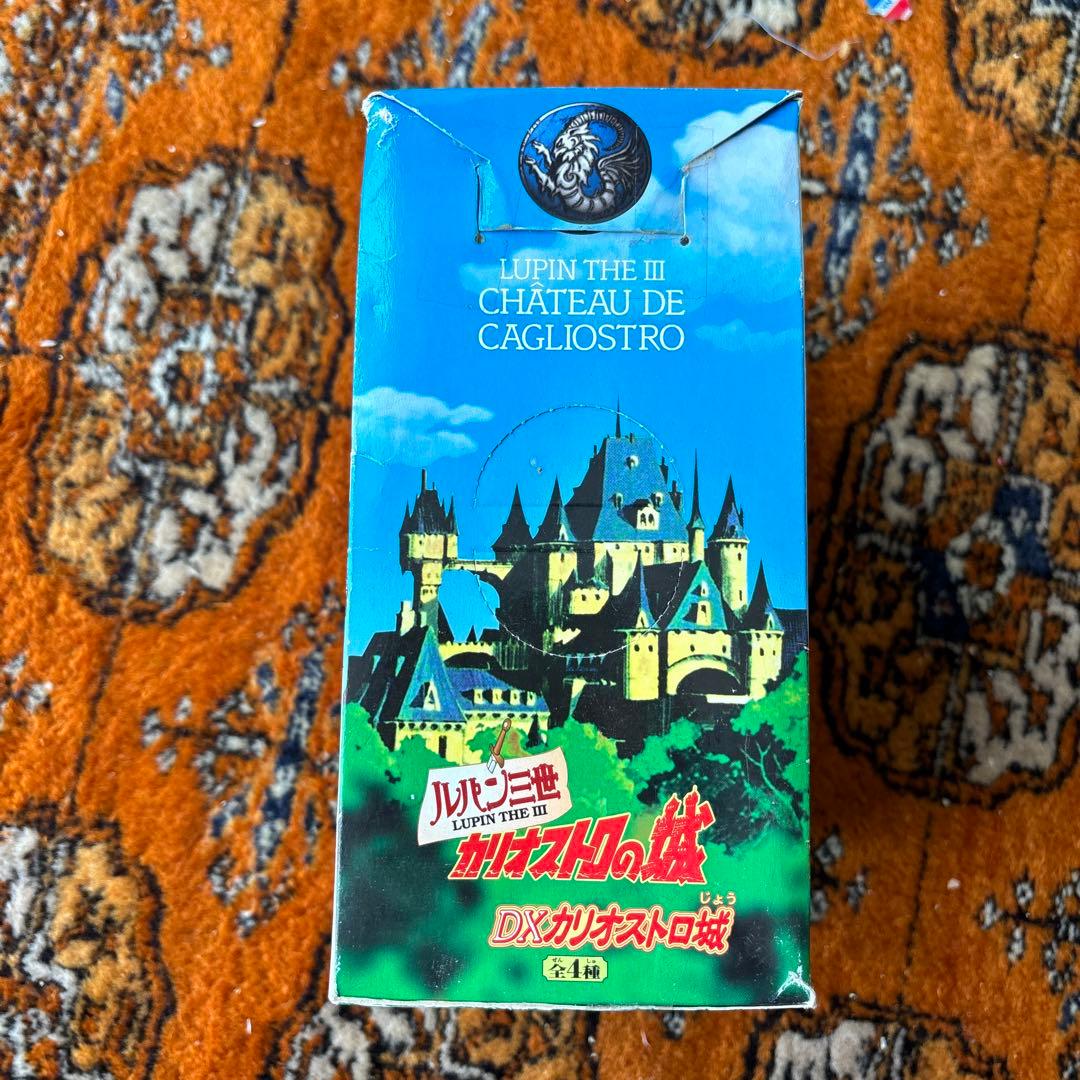 LUPIN THE III
CHÂTEAU DE
CAGLIOSTRO
ルパン三世
LUPIN THE III
カリオストロの城
じょう
DXカリオストロ城
ぜん しゅ
全4種